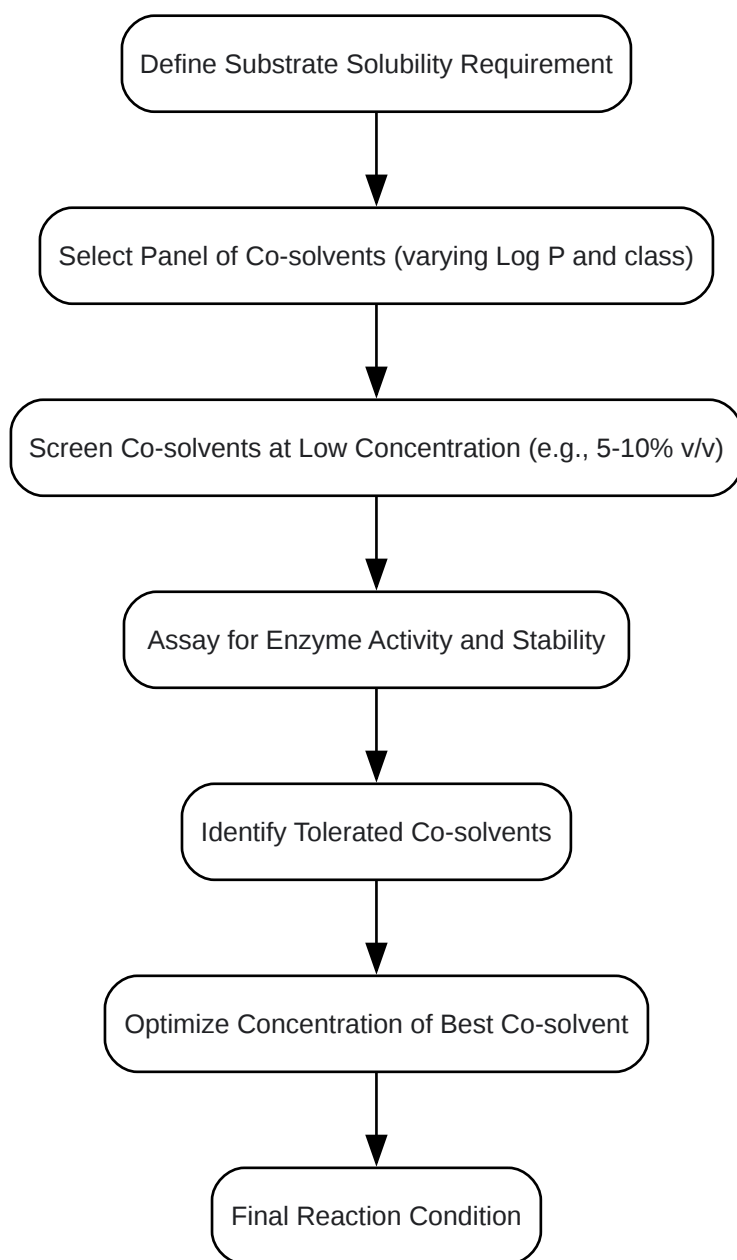 Define Substrate Solubility Requirement
Select Panel of Co-solvents (varying Log P and class)
Screen Co-solvents at Low Concentration (e.g., 5-10% v/v)
Assay for Enzyme Activity and Stability
Identify Tolerated Co-solvents
Optimize Concentration of Best Co-solvent
Final Reaction Condition